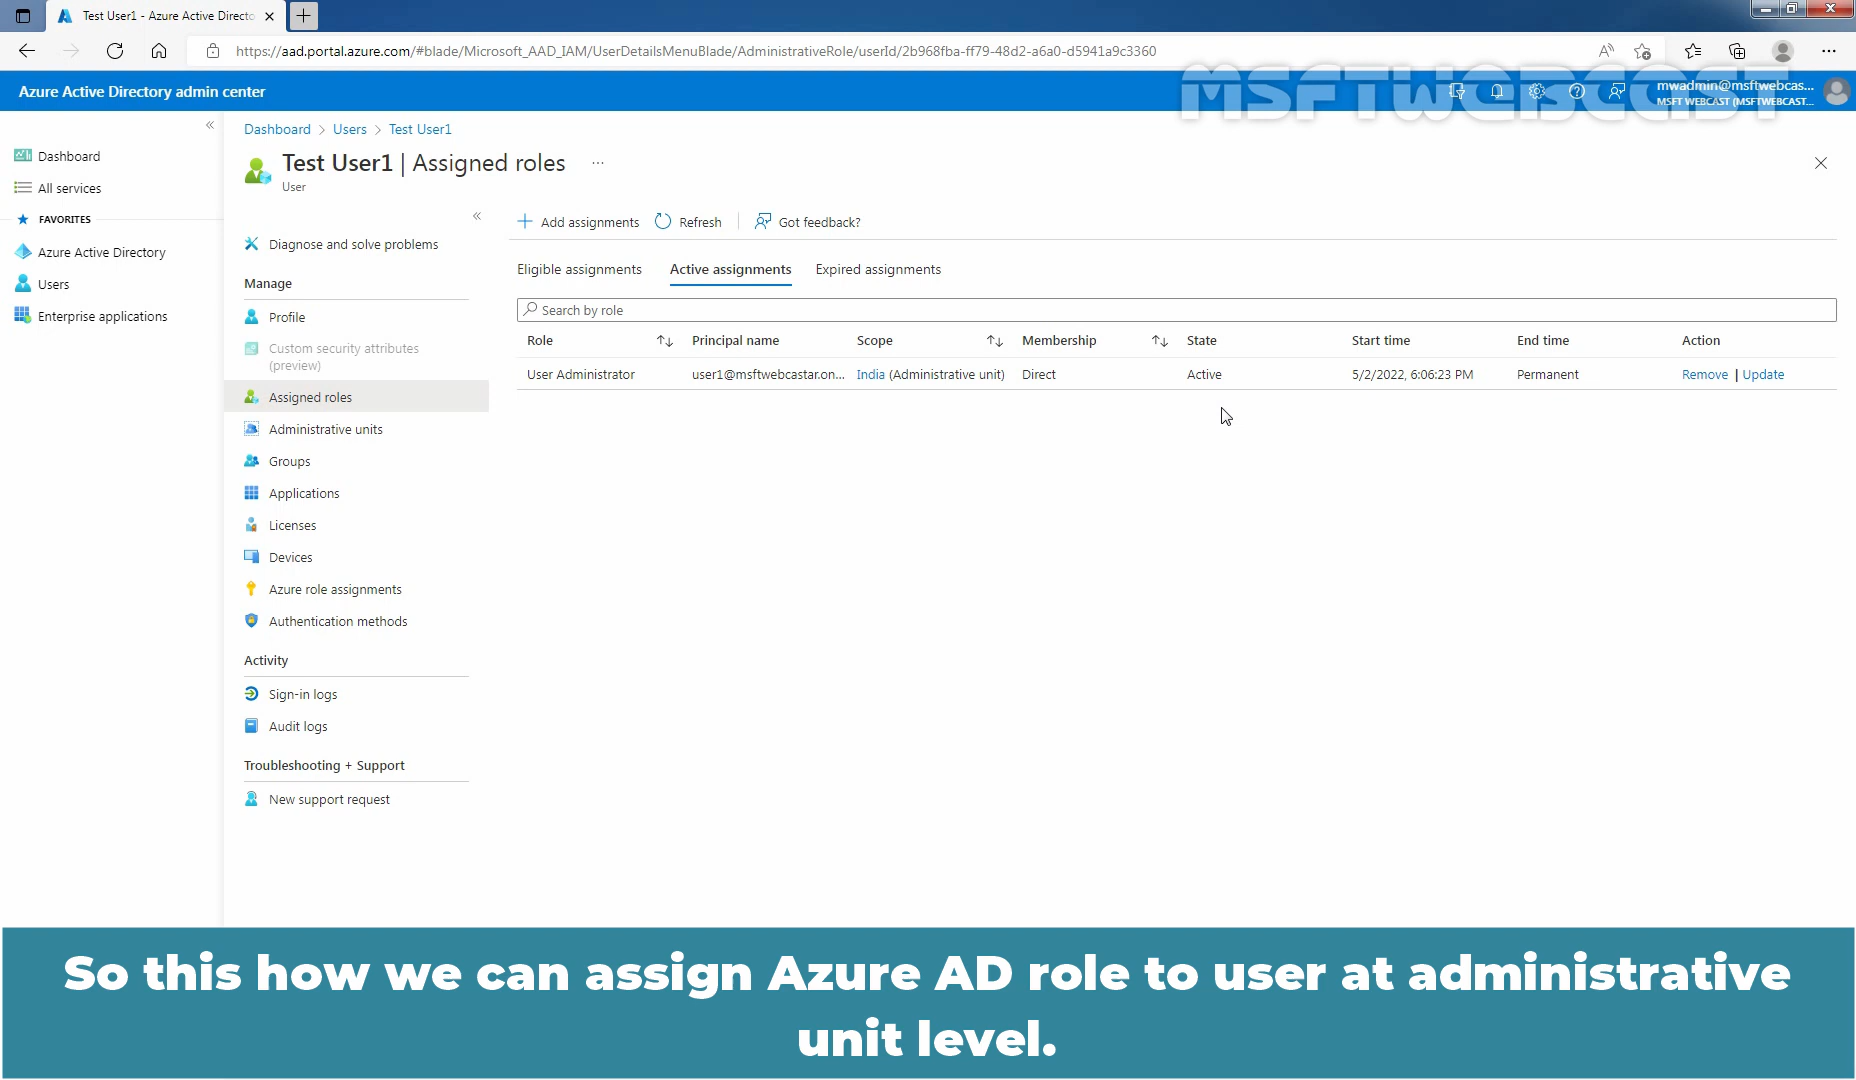 Test User1 - Azure Active Directo
https://aad.portal.azure.com/#blade/Microsoft_AAD_IAM/UserDetailsMenuBlade/AdministrativeRole/userId/2b968fba-ff79-48d2-a6a0-d5941a9c3360
Azure Active Directory admin center
MSFTWEBCAST
mwadmin@msftwebcas...
MSFT WEBCAST (MSFTWEBCAST....
Dashboard > Users > Test User1
Test User1 | Assigned roles ...
User
Dashboard
All services
FAVORITES
Azure Active Directory
Users
Enterprise applications
Diagnose and solve problems
Manage
Profile
Custom security attributes
(preview)
Assigned roles
Administrative units
Groups
Applications
Licenses
Devices
Azure role assignments
Authentication methods
Activity
Sign-in logs
Audit logs
Troubleshooting + Support
New support request
Add assignments Refresh Got feedback?
Eligible assignments Active assignments Expired assignments
Search by role
Role Principal name Scope Membership State Start time End time Action
User Administrator user1@msftwebcastar.on... India (Administrative unit) Direct Active 5/2/2022, 6:06:23 PM Permanent Remove | Update
So this how we can assign Azure AD role to user at administrative
unit level.